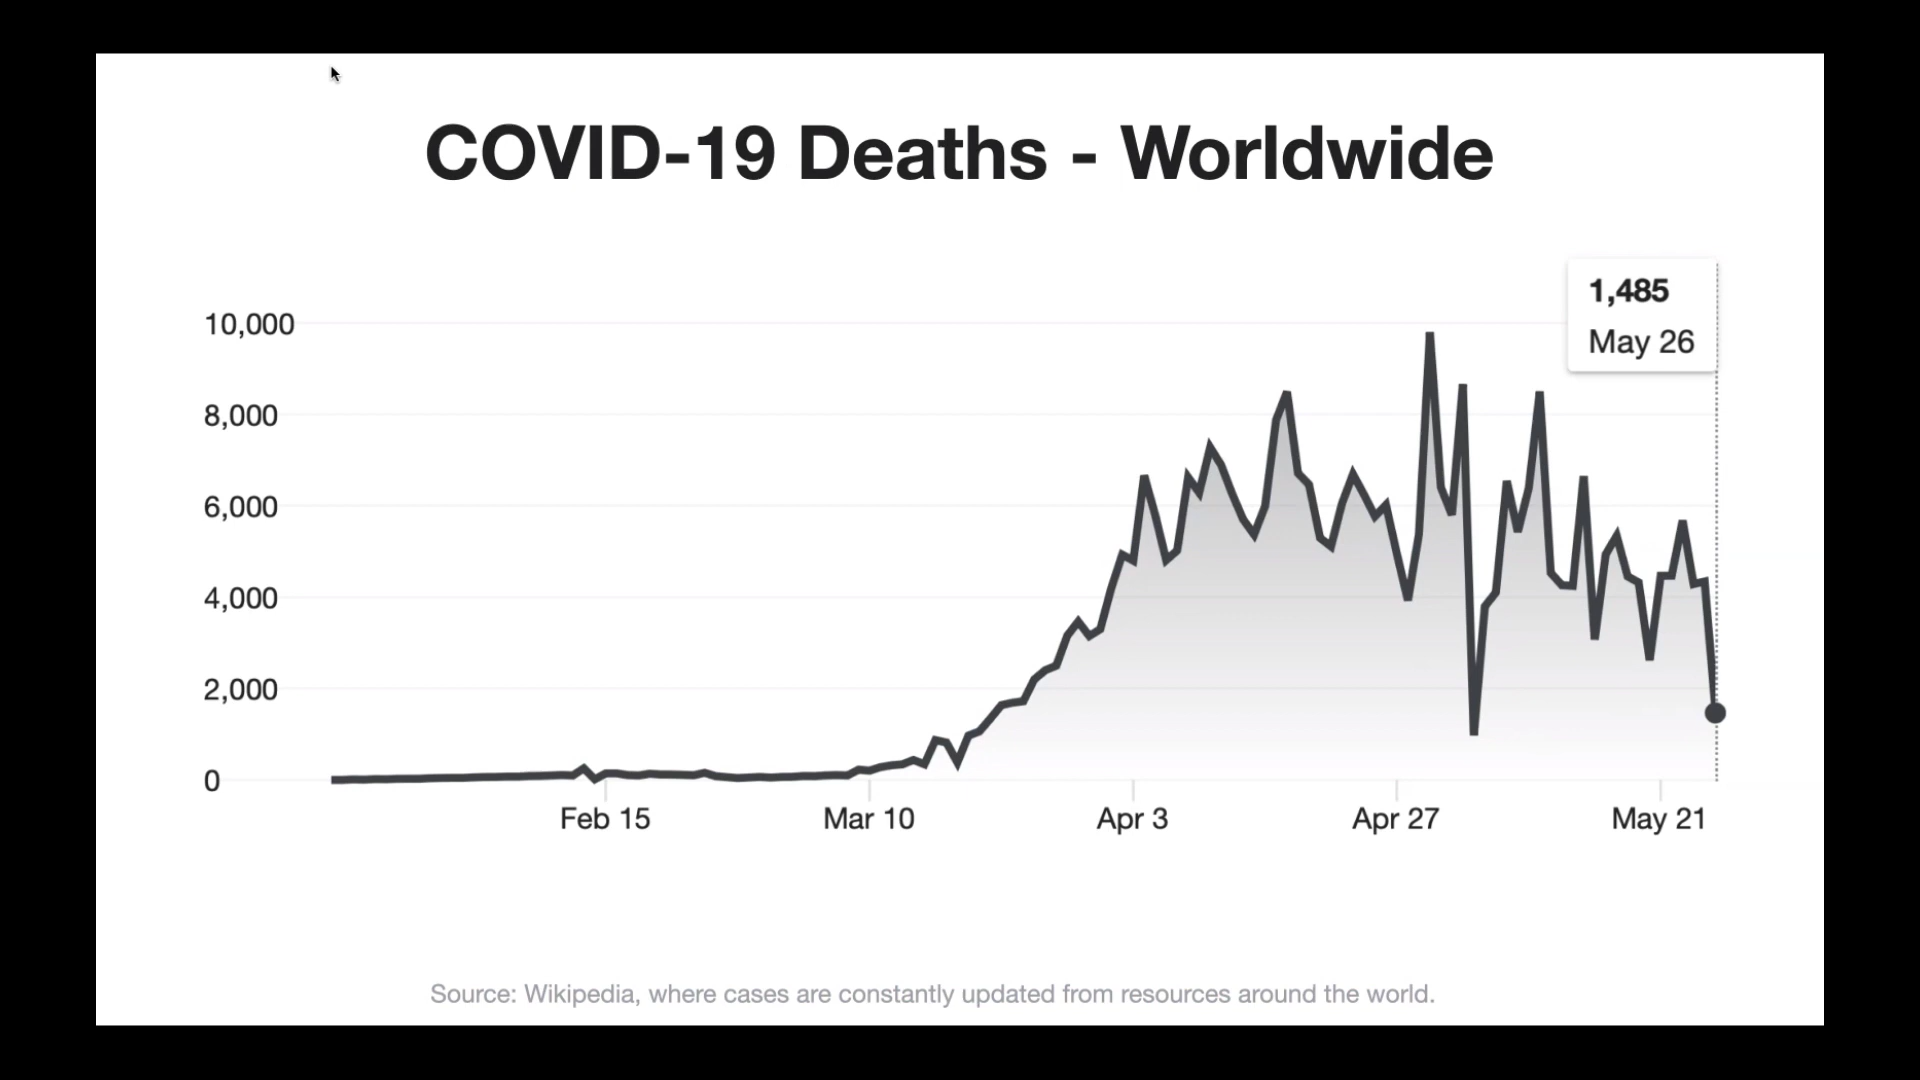 COVID-19 Deaths - Worldwide
1,485
May 26
10,000
8,000
6,000
4,000
2,000
0
Feb 15
Mar 10
Apr 3
Apr 27
May 21
Source: Wikipedia, where cases are constantly updated from resources around the world.